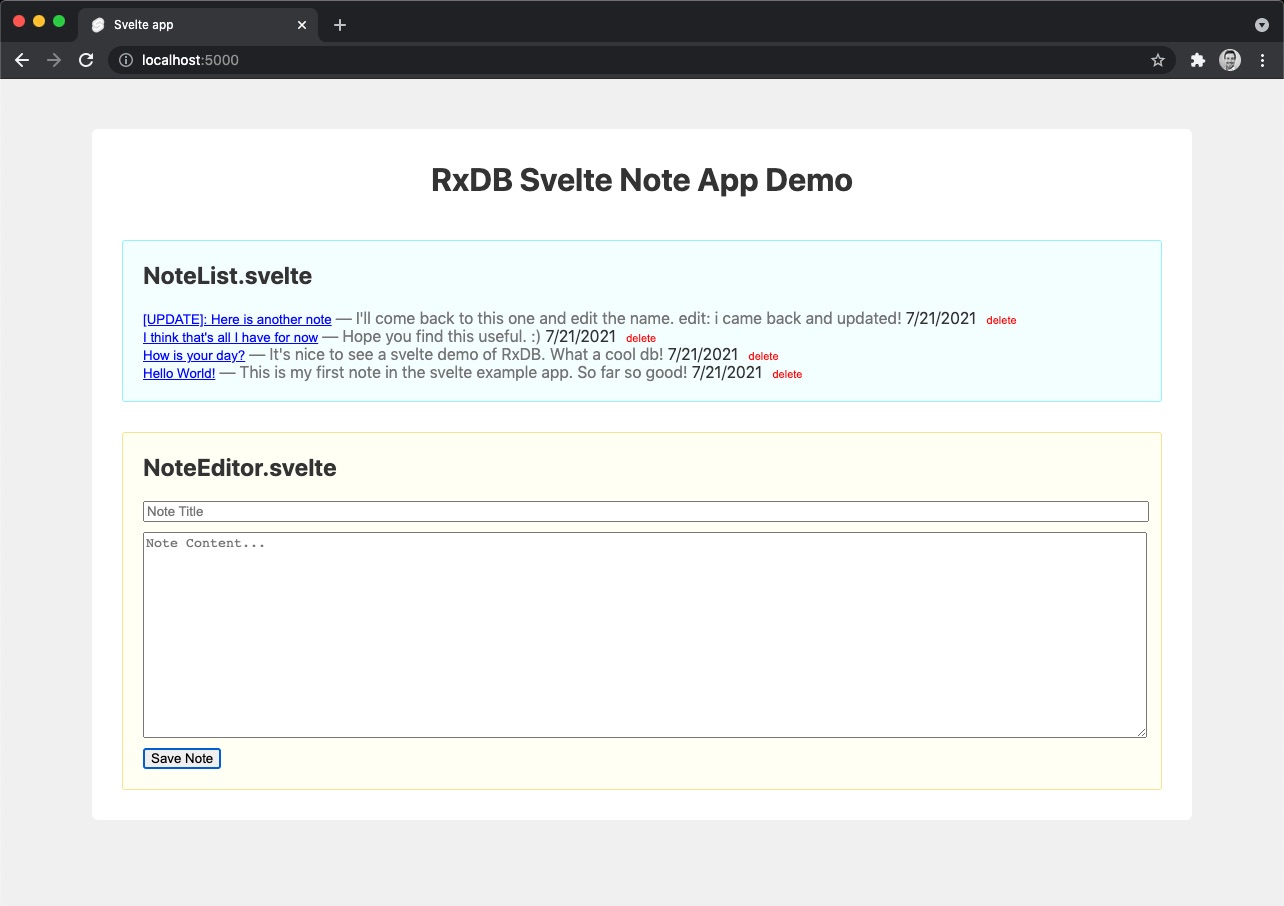 Svelte app
localhost:5000
RxDB Svelte Note App Demo
NoteList.svelte
[UPDATE]: Here is another note — I'll come back to this one and edit the name. edit: i came back and updated! 7/21/2021 delete
I think that's all I have for now — Hope you find this useful. :) 7/21/2021 delete
How is your day? — It's nice to see a svelte demo of RxDB. What a cool db! 7/21/2021 delete
Hello World! — This is my first note in the svelte example app. So far so good! 7/21/2021 delete
NoteEditor.svelte
Note Title
Note Content...
Save Note